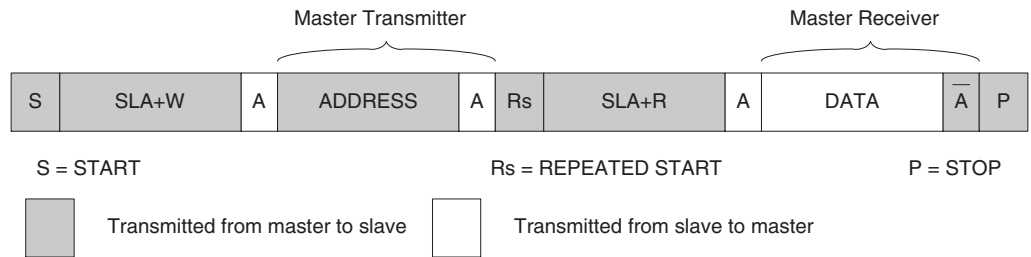 Master Transmitter Master Receiver
S SLA+W A ADDRESS A Rs SLA+R A DATA A̅ P
S = START Rs = REPEATED START P = STOP
Transmitted from master to slave Transmitted from slave to master